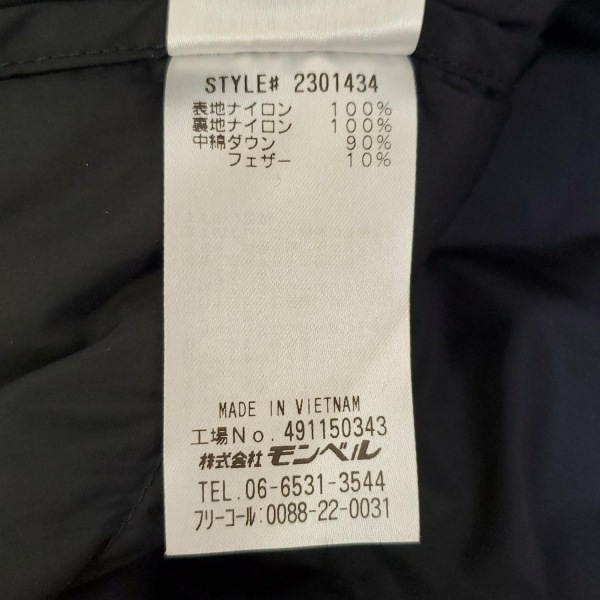 STYLE# 2301434
表地ナイロン 100%
裏地ナイロン 100%
中綿ダウン 90%
フェザー 10%
MADE IN VIETNAM
工場No. 491150343
株式会社 モンベル
TEL. 06-6531-3544
フリーコール:0088-22-0031